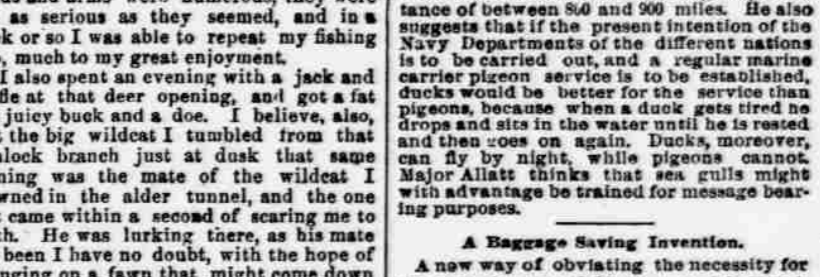 as serious as they seemed, and in a
k or so I was able to repeat my fishing
, much to my great enjoyment.
I also spent an evening with a jack and
fle at that deer opening, and got a fat
juicy buck and a doe. I believe, also,
the big wildcat I tumbled from that
lock branch just at dusk that same
ning was the mate of the wildcat I
wned in the alder tunnel, and the one
came within a second of scaring me to
th. He was lurking there, as his mate
been I have no doubt, with the hope of
nging on a fawn that might come down
tance of between 800 and 900 miles. He also
suggests that if the present intention of the
Navy Departments of the different nations
is to be carried out, and a regular marine
carrier pigeon service is to be established,
ducks would be better for the service than
pigeons, because when a duck gets tired he
drops and sits in the water until he is rested
and then goes on again. Ducks, moreover,
can fly by night, while pigeons cannot.
Major Allatt thinks that sea gulls might
with advantage be trained for message bear-
ing purposes.
A Baggage Saving Invention.
A new way of obviating the necessity for